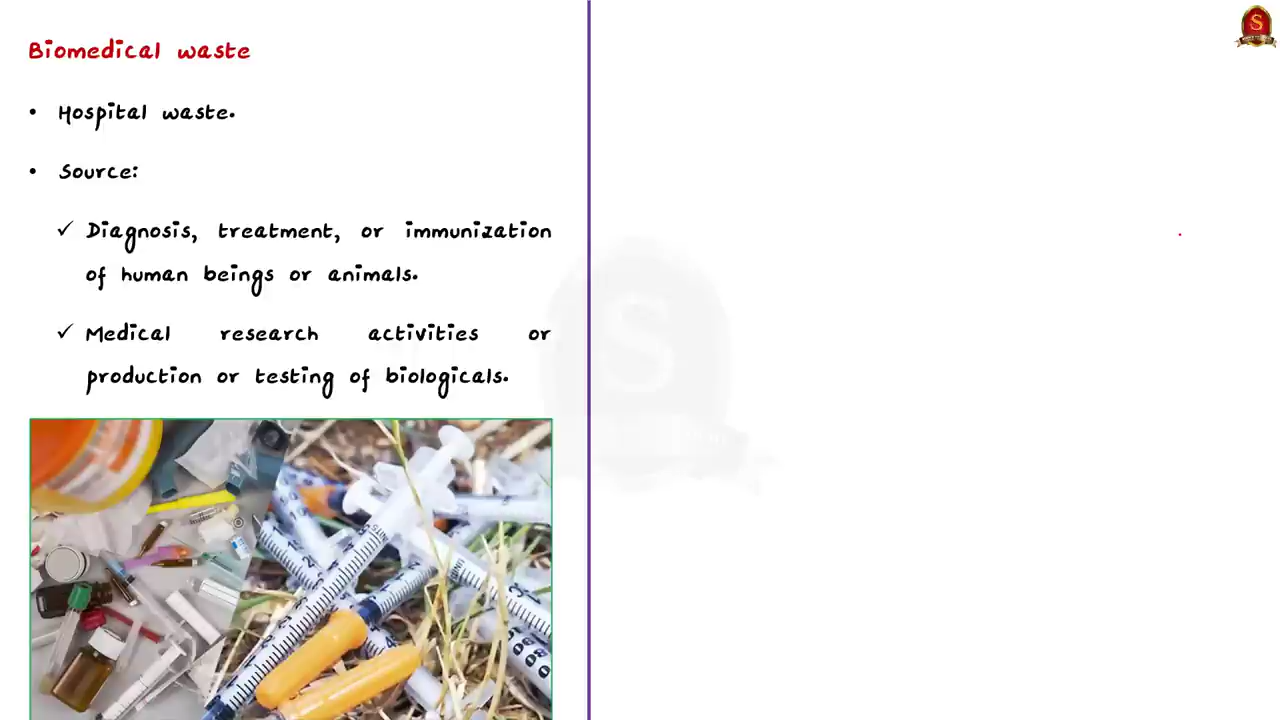 Biomedical waste
• Hospital waste.
• Source:
✓ Diagnosis, treatment, or immunization
of human beings or animals.
✓ Medical research activities or
production or testing of biologicals.
S
S